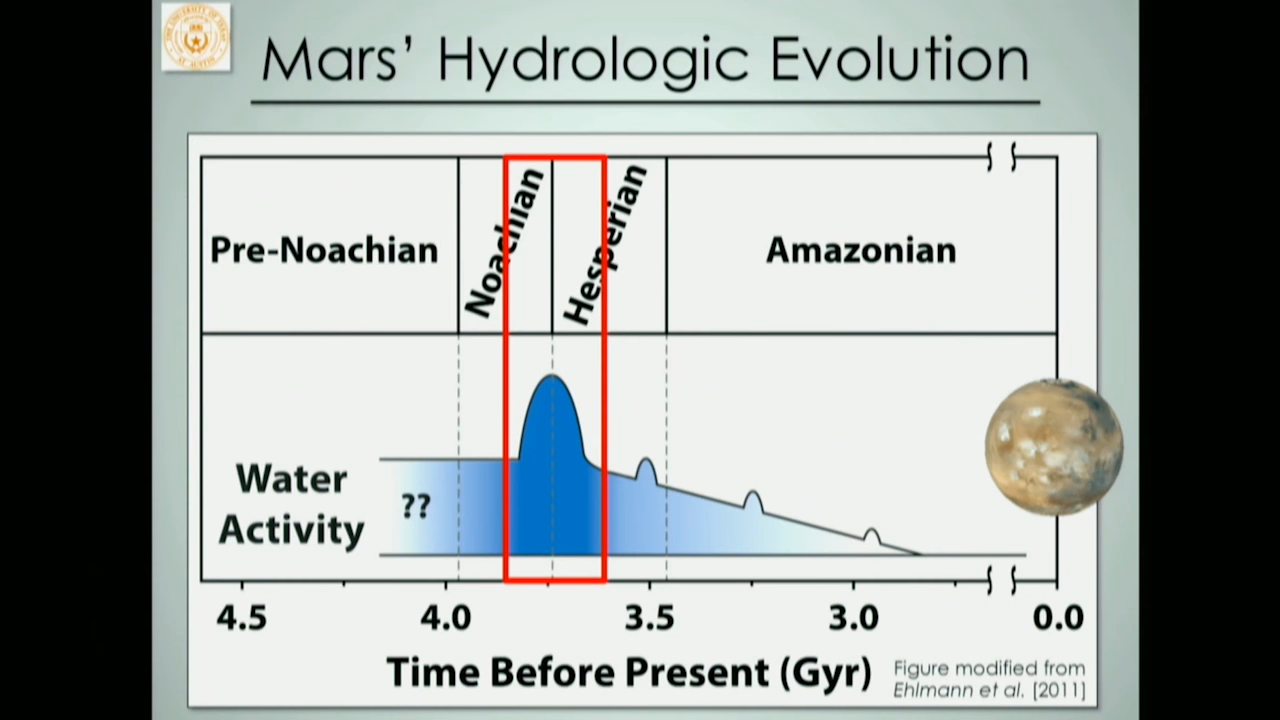 Mars’ Hydrologic Evolution
Pre-Noachian
Noachian
Hesperian
Amazonian
Water
Activity
??
4.5
4.0
3.5
3.0
0.0
Time Before Present (Gyr)
Figure modified from
Ehlmann et al. [2011]